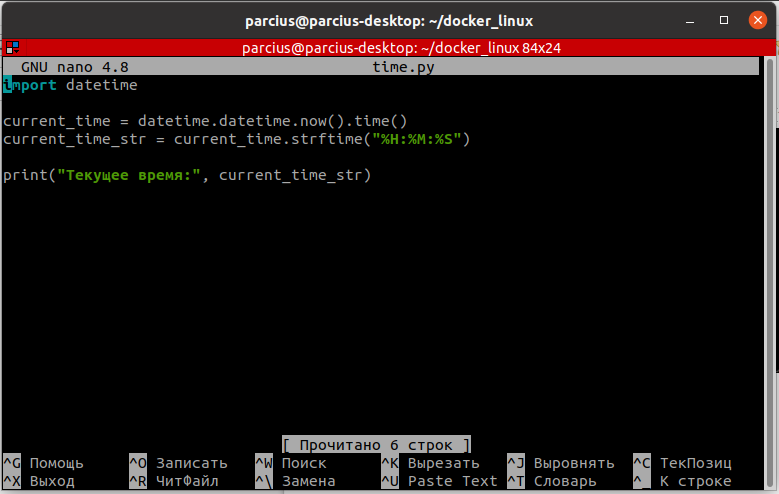 parcius@parcius-desktop: ~/docker_linux
parcius@parcius-desktop: ~/docker_linux 84x24
GNU nano 4.8 time.py
import datetime
current_time = datetime.datetime.now().time()
current_time_str = current_time.strftime("%H:%M:%S")
print("Текущее время:", current_time_str)
[ Прочитано 6 строк ]
^G Помощь ^O Записать ^W Поиск ^K Вырезать ^J Выровнять ^C ТекПозиц
^X Выход ^R ЧитФайл ^\ Замена ^U Paste Text ^T Словарь ^_ К строке